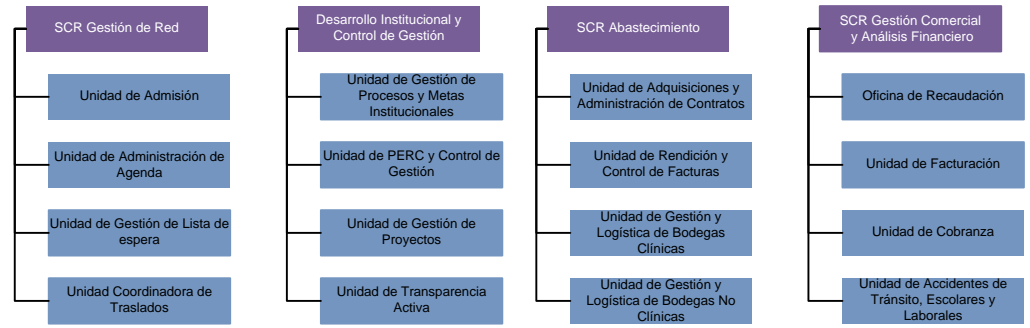 SCR Gestión de Red
Unidad de Admisión
Unidad de Administración de
Agenda
Unidad de Gestión de Lista de
espera
Unidad Coordinadora de
Traslados
Desarrollo Institucional y
Control de Gestión
Unidad de Gestión de
Procesos y Metas
Institucionales
Unidad de PERC y Control de
Gestión
Unidad de Gestión de
Proyectos
Unidad de Transparencia
Activa
SCR Abastecimiento
Unidad de Adquisiciones y
Administración de Contratos
Unidad de Rendición y
Control de Facturas
Unidad de Gestión y
Logística de Bodegas
Clínicas
Unidad de Gestión y
Logística de Bodegas No
Clínicas
SCR Gestión Comercial
y Análisis Financiero
Oficina de Recaudación
Unidad de Facturación
Unidad de Cobranza
Unidad de Accidentes de
Tránsito, Escolares y
Laborales